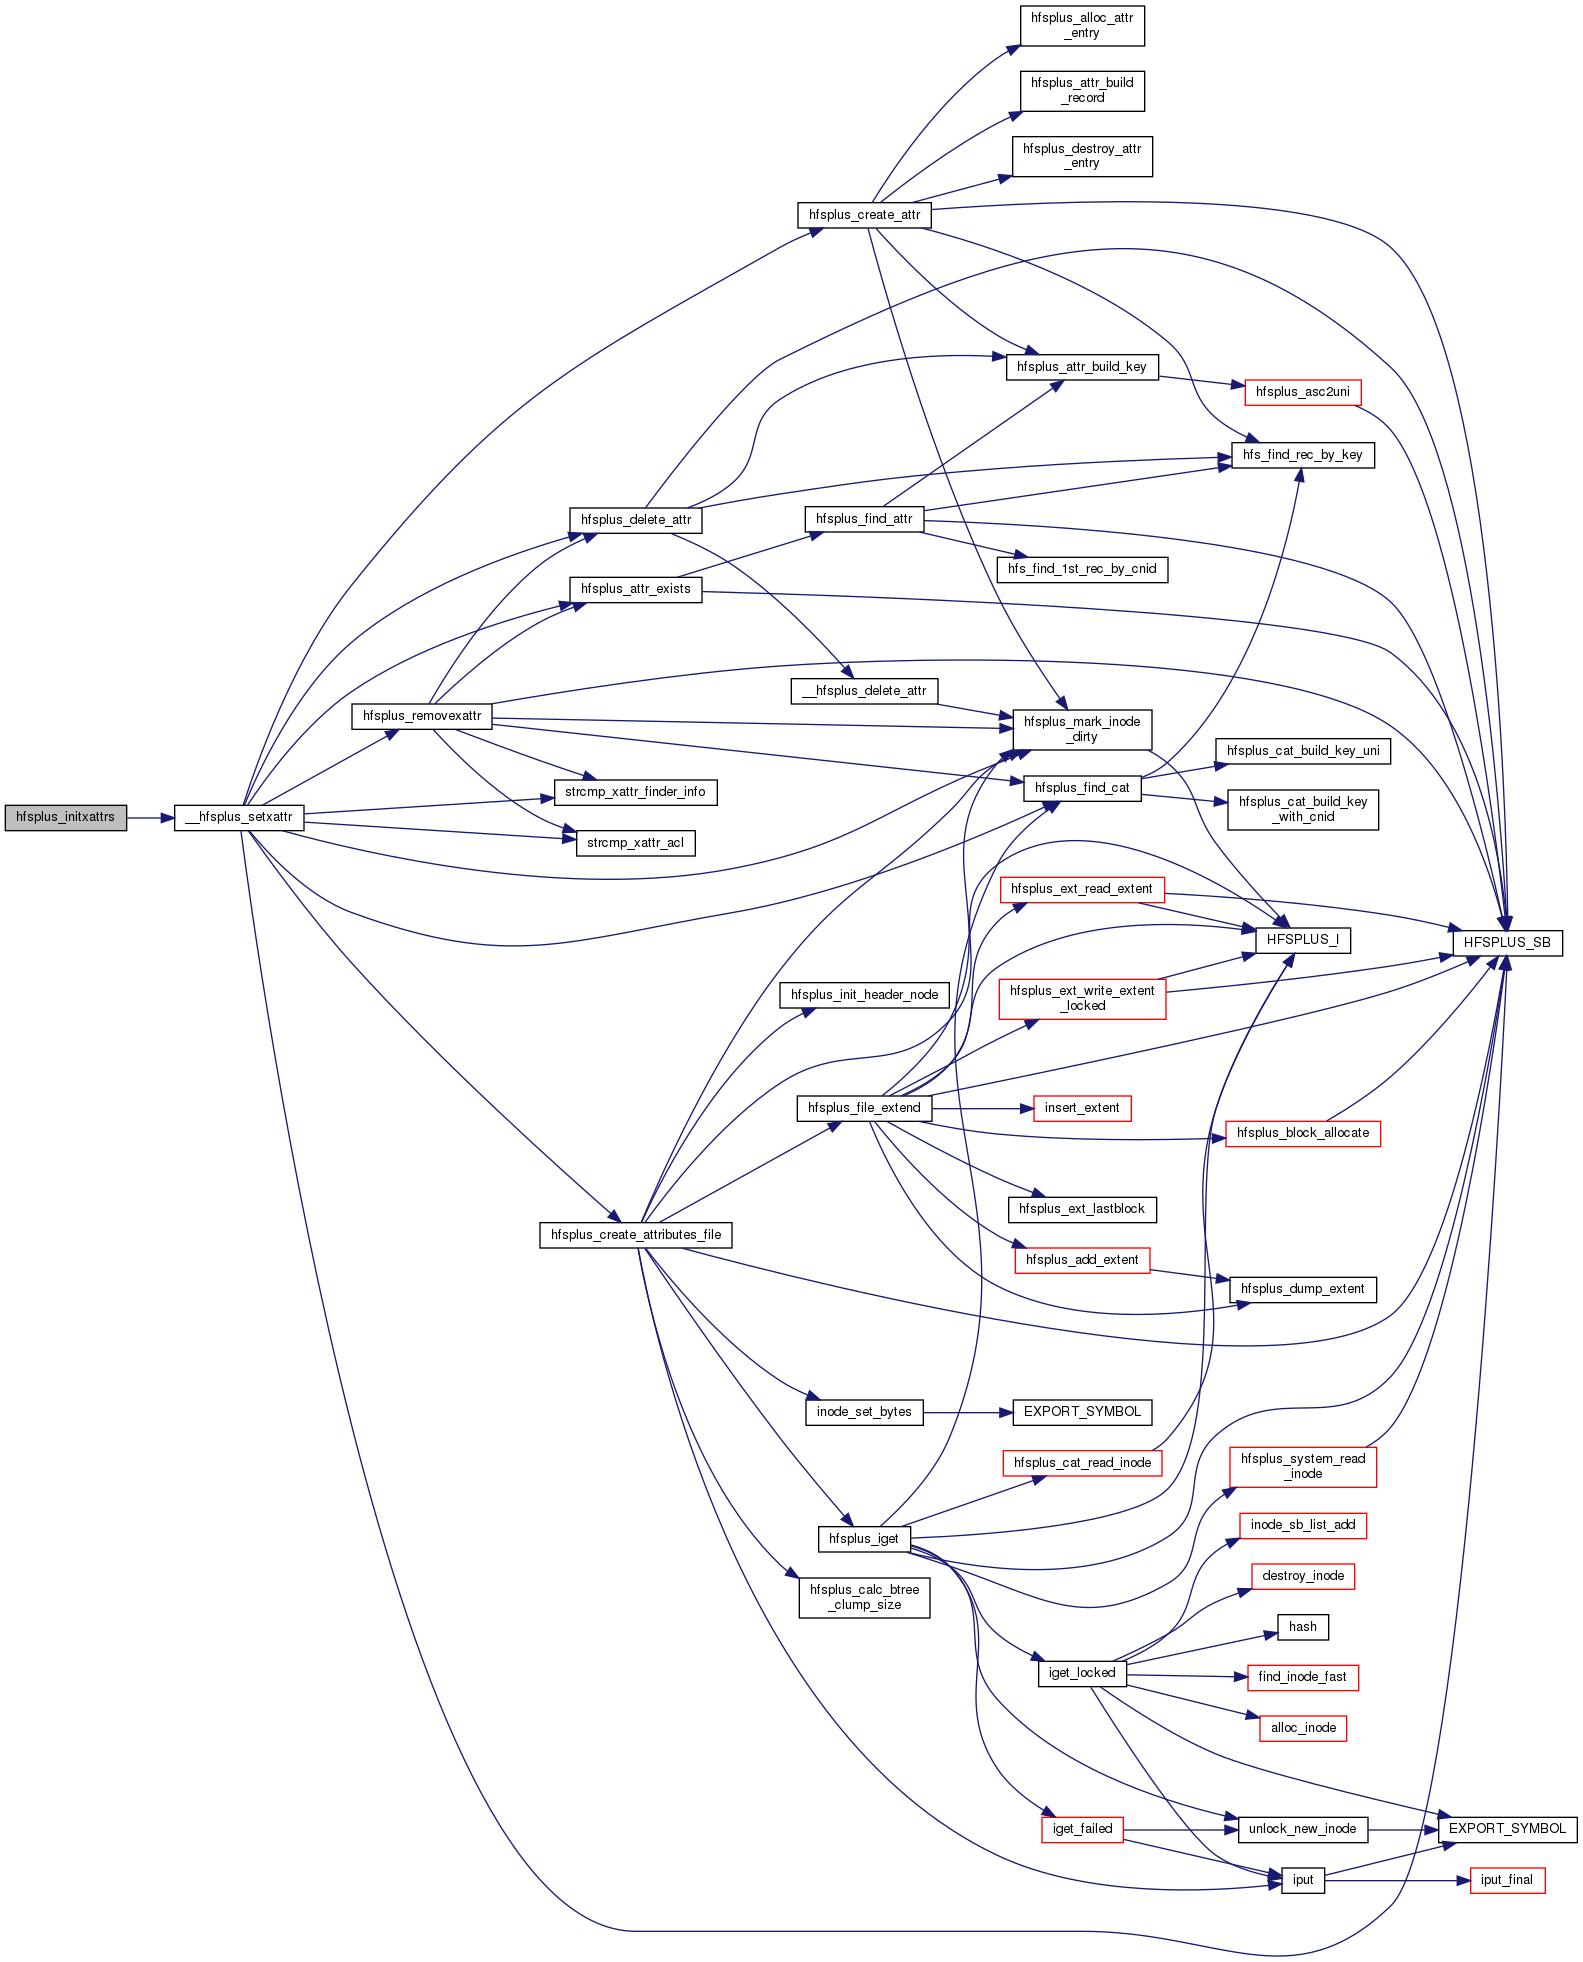 hfsplus_alloc_attr
_entry
hfsplus_attr_build
_record
hfsplus_destroy_attr
_entry
hfsplus_create_attr
hfsplus_attr_build_key
hfsplus_asc2uni
hfs_find_rec_by_key
hfsplus_delete_attr
hfsplus_find_attr
hfs_find_1st_rec_by_cnid
hfsplus_attr_exists
__hfsplus_delete_attr
hfsplus_removexattr
hfsplus_mark_inode
_dirty
hfsplus_cat_build_key_uni
strcmp_xattr_finder_info
hfsplus_find_cat
hfsplus_cat_build_key
_with_cnid
hfsplus_initxattrs
__hfsplus_setxattr
strcmp_xattr_acl
hfsplus_ext_read_extent
HFSPLUS_I
HFSPLUS_SB
hfsplus_init_header_node
hfsplus_ext_write_extent
_locked
hfsplus_file_extend
insert_extent
hfsplus_block_allocate
hfsplus_ext_lastblock
hfsplus_create_attributes_file
hfsplus_add_extent
hfsplus_dump_extent
inode_set_bytes
EXPORT_SYMBOL
hfsplus_cat_read_inode
hfsplus_system_read
_inode
hfsplus_iget
inode_sb_list_add
destroy_inode
hfsplus_calc_btree
_clump_size
hash
iget_locked
find_inode_fast
alloc_inode
iget_failed
unlock_new_inode
EXPORT_SYMBOL
iput
iput_final